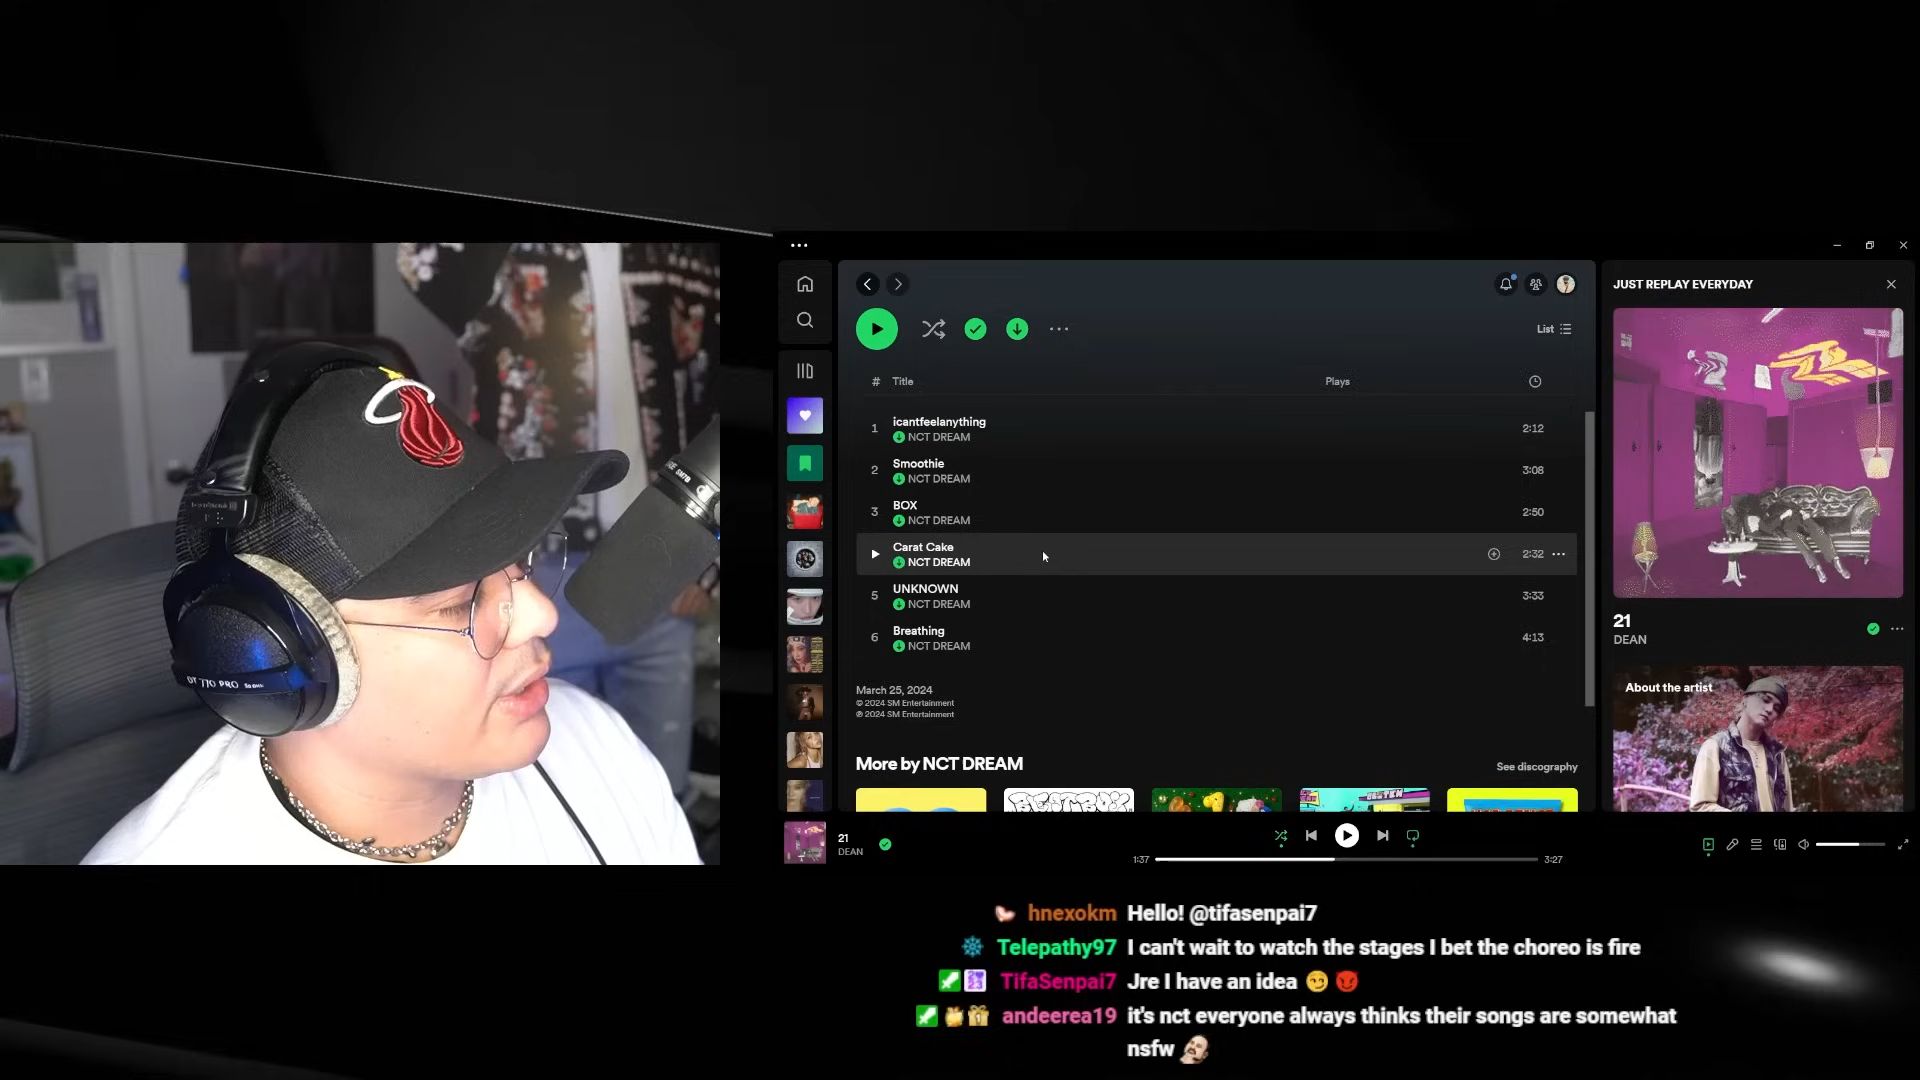 JUST REPLAY EVERYDAY
List
# Title Plays
1 icantfeelanything 2:12
NCT DREAM
2 Smoothie 3:08
NCT DREAM
3 BOX 2:50
NCT DREAM
Carat Cake 2:32
NCT DREAM
5 UNKNOWN 3:33
NCT DREAM
6 Breathing 4:13
NCT DREAM
March 25, 2024
© 2024 SM Entertainment
℗ 2024 SM Entertainment
More by NCT DREAM
See discography
21
DEAN
About the artist
21
DEAN
1:37
3:27
DT 770 PRO 80 OHM
hnexokm Hello! @tifasenpai7
Telepathy97 I can't wait to watch the stages I bet the choreo is fire
TifaSenpai7 Jre I have an idea 😏 😈
andeerea19 it's nct everyone always thinks their songs are somewhat
nsfw